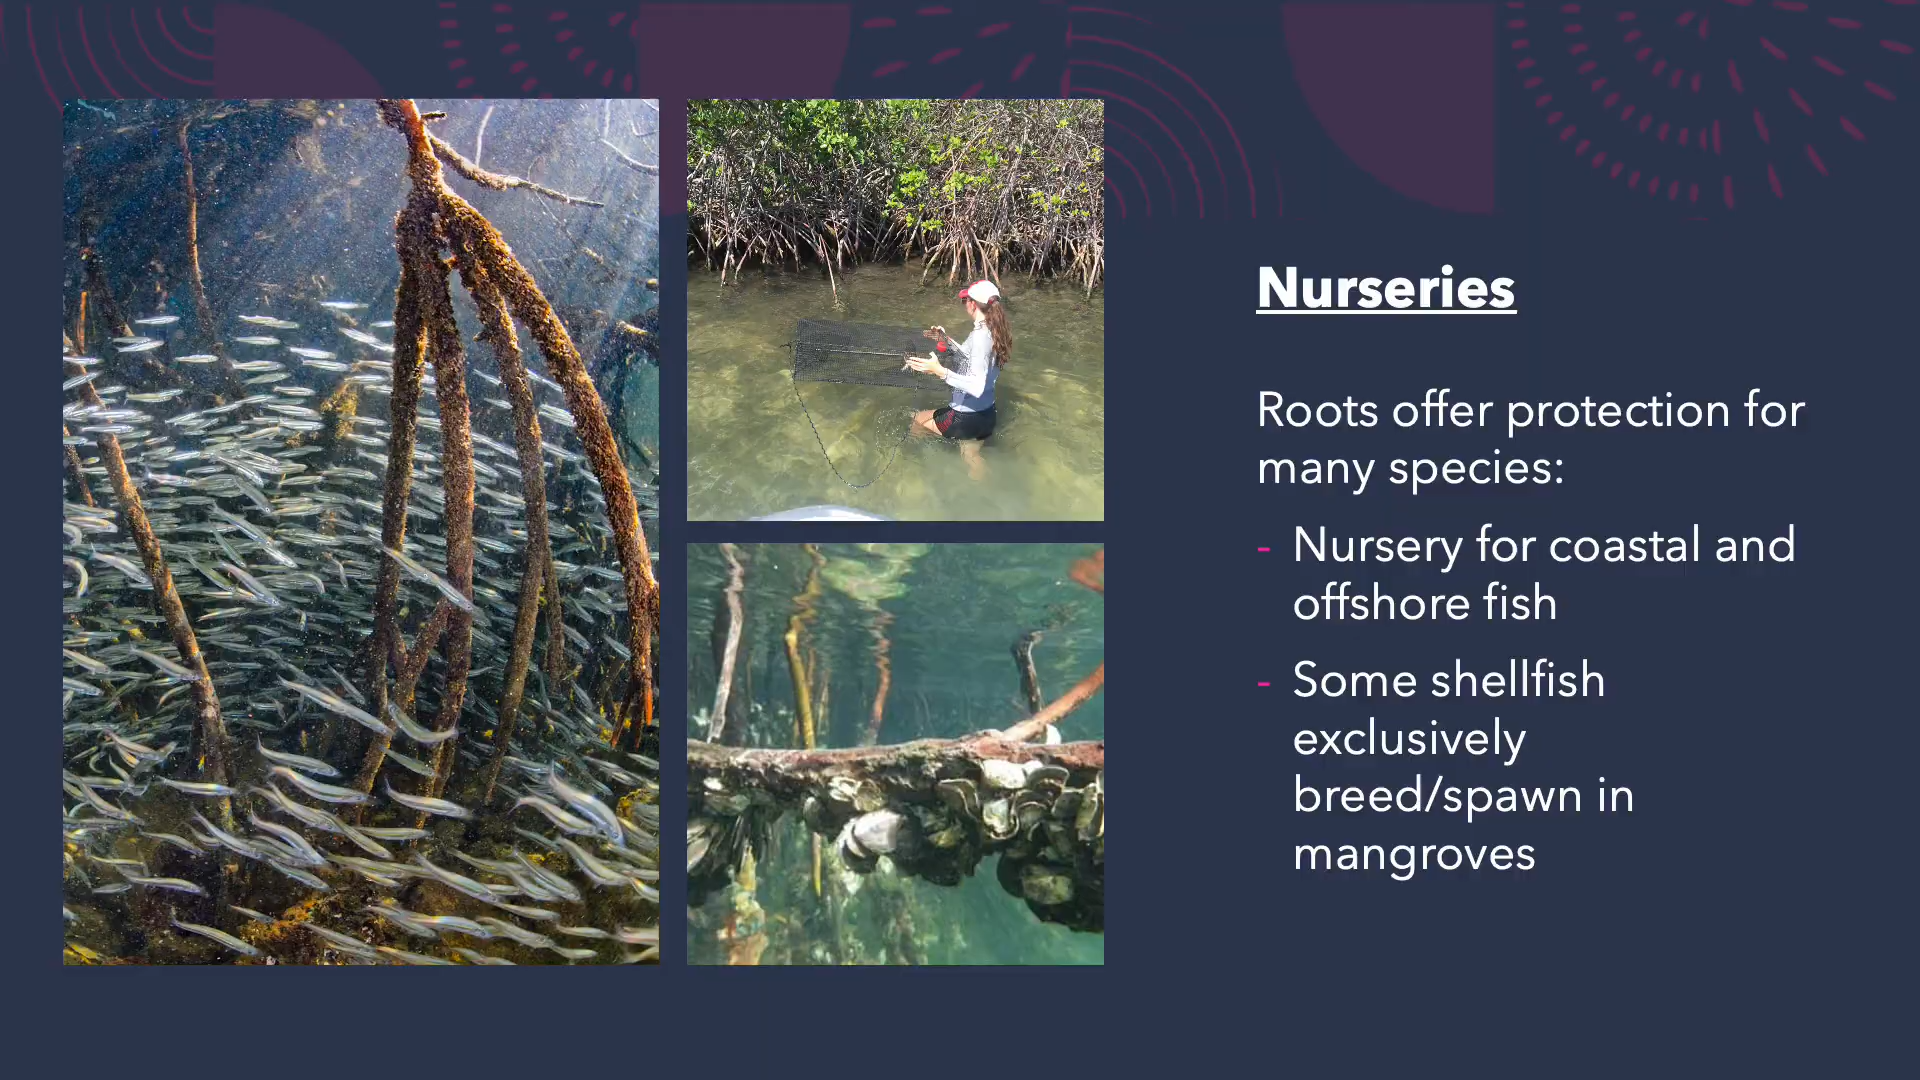 Nurseries
Roots offer protection for
many species:
- Nursery for coastal and
offshore fish
- Some shellfish
exclusively
breed/spawn in
mangroves